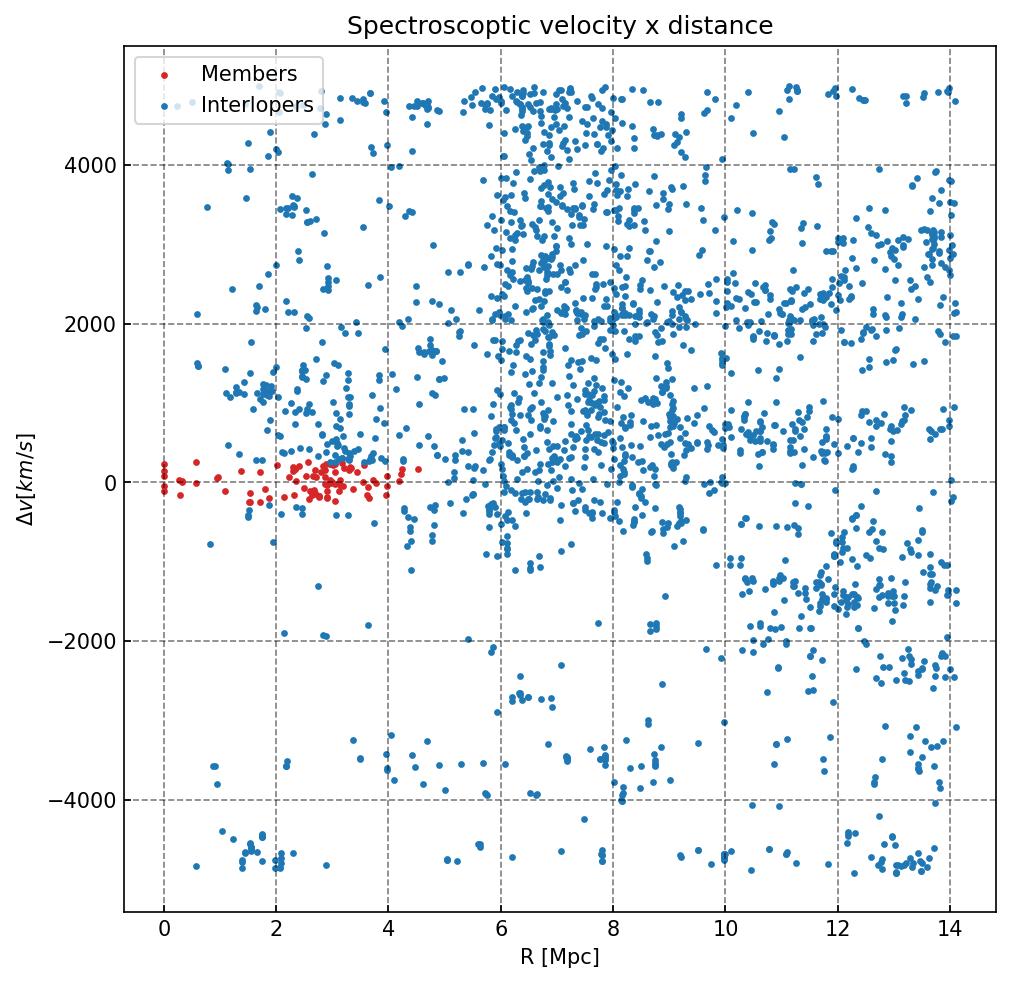 Spectroscoptic velocity x distance
Members
Interlopers
4000
2000
0
−2000
−4000
Δv[km/s]
0 2 4 6 8 10 12 14
R [Mpc]